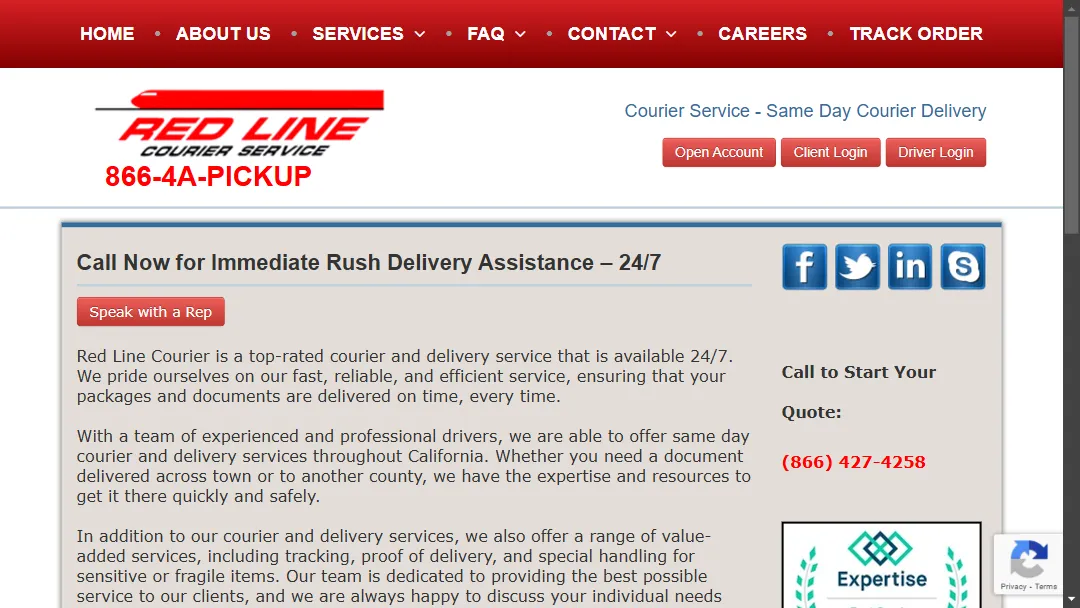 HOME • ABOUT US • SERVICES • FAQ • CONTACT • CAREERS • TRACK ORDER
RED LINE
COURIER SERVICE
866-4A-PICKUP
Courier Service - Same Day Courier Delivery
Open Account Client Login Driver Login
Call Now for Immediate Rush Delivery Assistance – 24/7
Speak with a Rep
Red Line Courier is a top-rated courier and delivery service that is available 24/7.
We pride ourselves on our fast, reliable, and efficient service, ensuring that your
packages and documents are delivered on time, every time.
With a team of experienced and professional drivers, we are able to offer same day
courier and delivery services throughout California. Whether you need a document
delivered across town or to another county, we have the expertise and resources to
get it there quickly and safely.
In addition to our courier and delivery services, we also offer a range of value-
added services, including tracking, proof of delivery, and special handling for
sensitive or fragile items. Our team is dedicated to providing the best possible
service to our clients, and we are always happy to discuss your individual needs
f
in
S
Call to Start Your
Quote:
(866) 427-4258
Expertise
Privacy - Terms